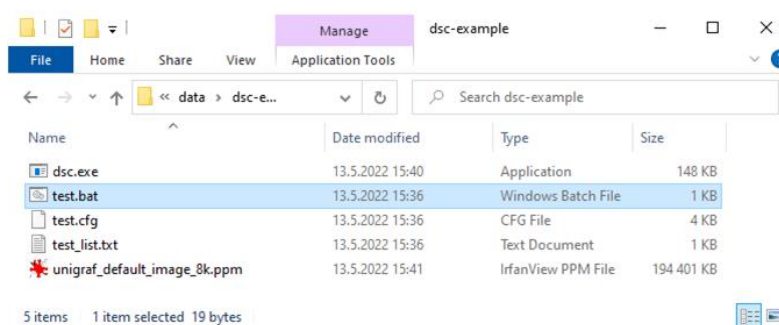 Manage dsc-example
File Home Share View Application Tools
« data › dsc-e... Search dsc-example
Name Date modified Type Size
dsc.exe 13.5.2022 15:40 Application 148 KB
test.bat 13.5.2022 15:36 Windows Batch File 1 KB
test.cfg 13.5.2022 15:36 CFG File 4 KB
test_list.txt 13.5.2022 15:36 Text Document 1 KB
unigraf_default_image_8k.ppm 13.5.2022 15:41 IrfanView PPM File 194 401 KB
5 items 1 item selected 19 bytes